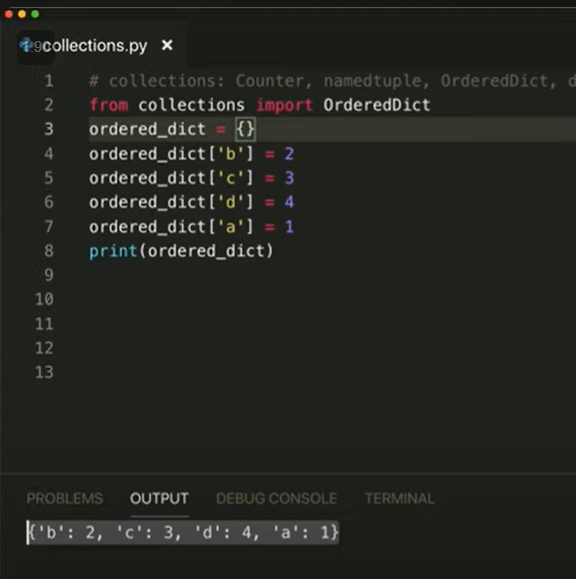 collections.py ×
1 # collections: Counter, namedtuple, OrderedDict, d
2 from collections import OrderedDict
3 ordered_dict = {}
4 ordered_dict['b'] = 2
5 ordered_dict['c'] = 3
6 ordered_dict['d'] = 4
7 ordered_dict['a'] = 1
8 print(ordered_dict)
9
10
11
12
13
PROBLEMS OUTPUT DEBUG CONSOLE TERMINAL
{'b': 2, 'c': 3, 'd': 4, 'a': 1}